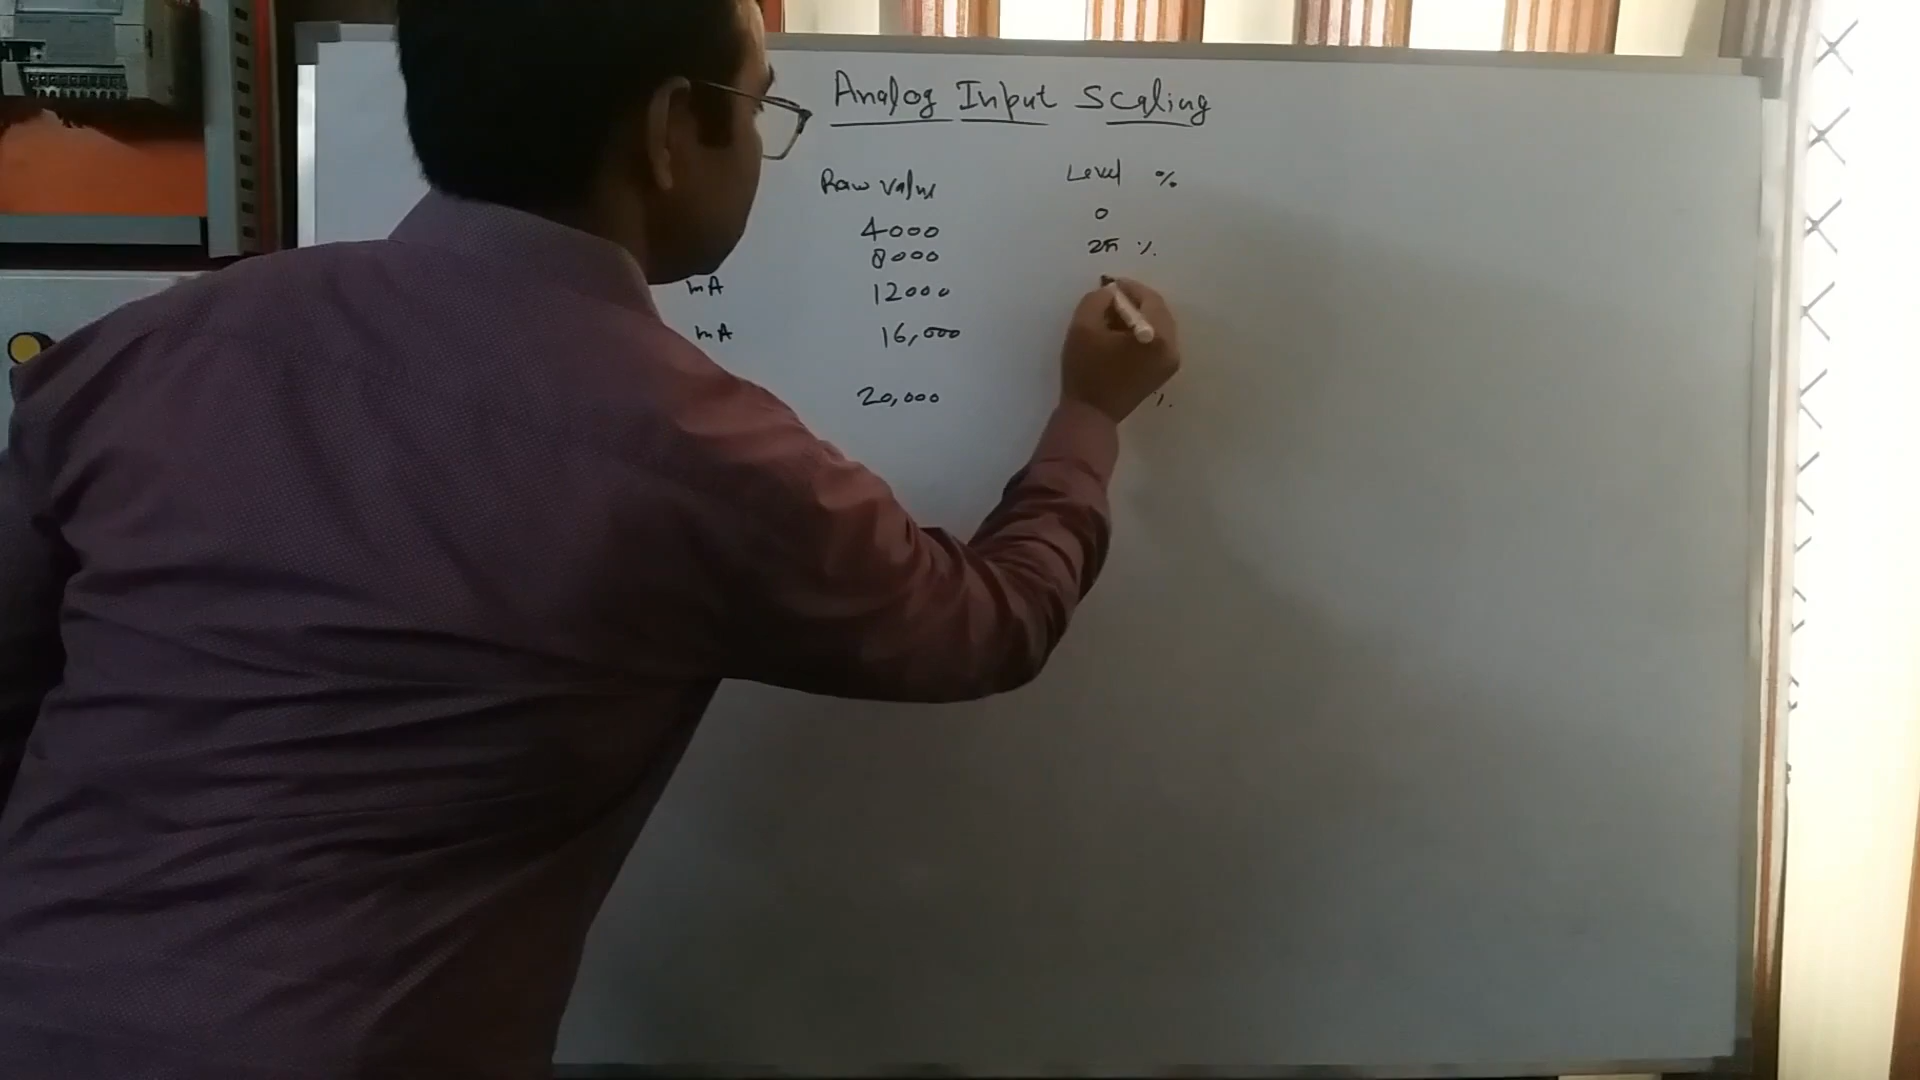 Analog Input Scaling
Raw value Level %
4000 0
8000 25 %.
mA 12000
mA 16,000
20,000 %.